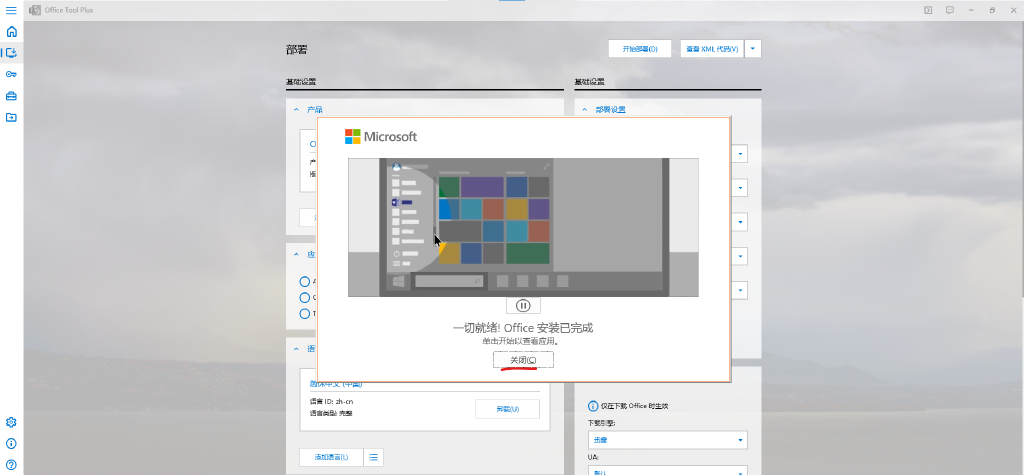 Office Tool Plus
部署
开始部署(D)
查看 XML 代码(V)
基础设置
基础设置
产品
部署设置
Microsoft
一切就绪! Office 安装已完成
单击开始以查看应用。
关闭(C)
简体中文 (中国)
语言 ID: zh-cn
语言类型: 完整
卸载(U)
添加语言(L)
仅在下载 Office 时生效
下载引擎:
迅雷
UA:
默认